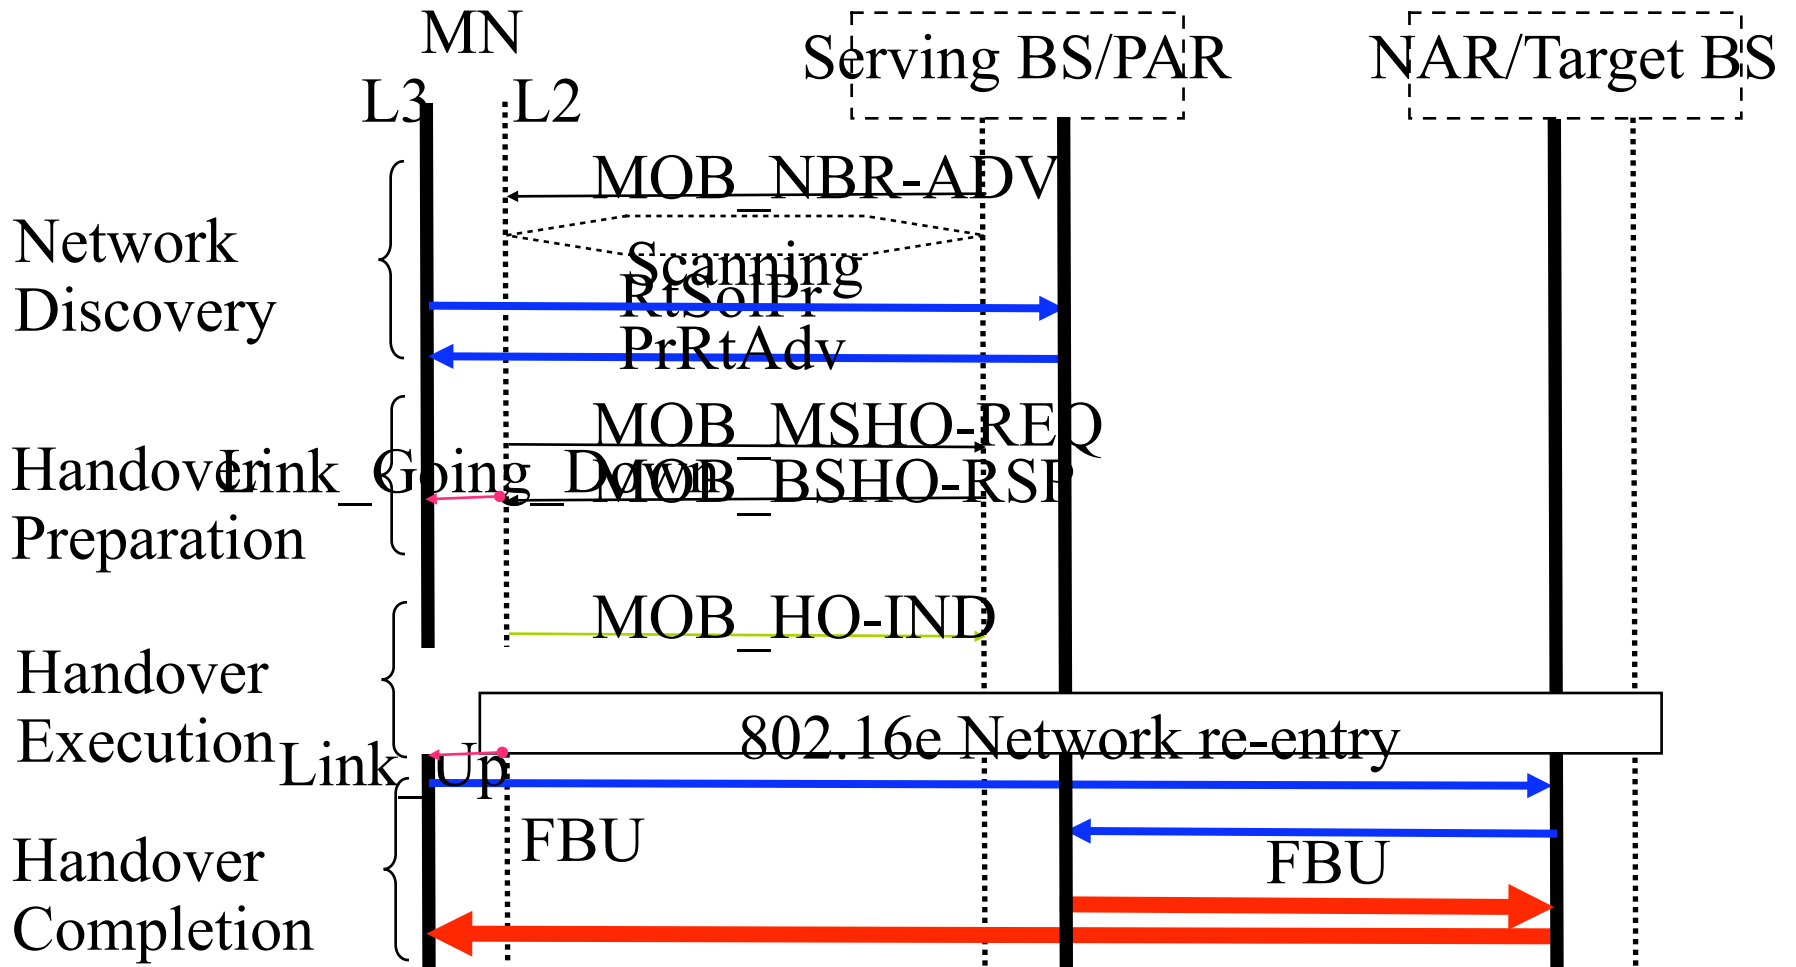 MN
Serving BS/PAR
NAR/Target BS
L3
L2
MOB_NBR-ADV
Network
Discovery
Scanning
RtSolPr
PrRtAdv
MOB_MSHO-REQ
Handover
Preparation
Link_Going_Down
MOB_BSHO-RSP
MOB_HO-IND
Handover
Execution
802.16e Network re-entry
Link_Up
FBU
FBU
Handover
Completion